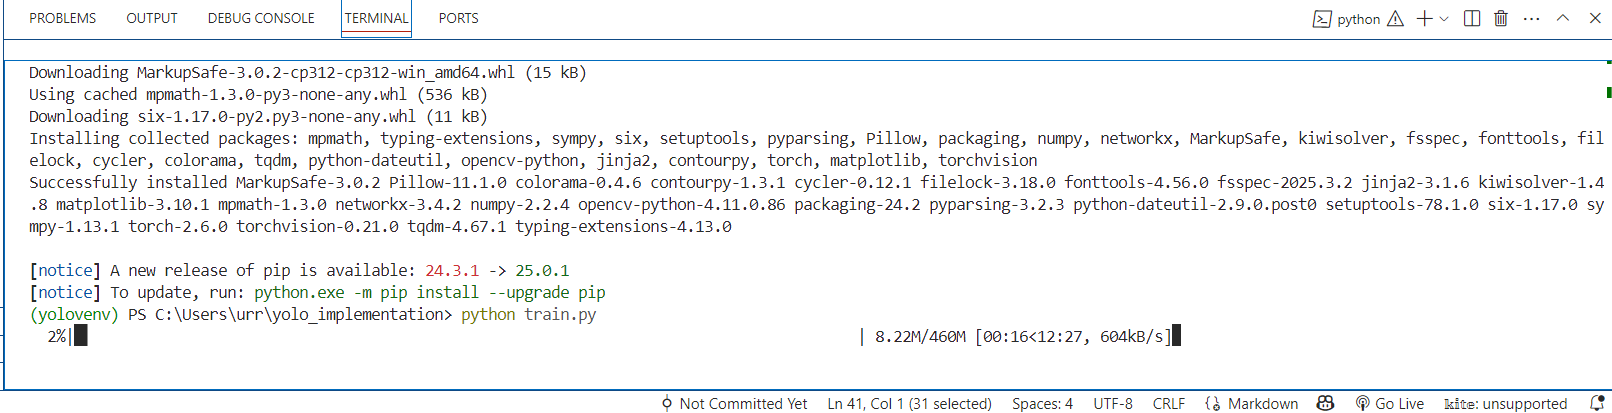 PROBLEMS OUTPUT DEBUG CONSOLE TERMINAL PORTS python
Downloading MarkupSafe-3.0.2-cp312-cp312-win_amd64.whl (15 kB)
Using cached mpmath-1.3.0-py3-none-any.whl (536 kB)
Downloading six-1.17.0-py2.py3-none-any.whl (11 kB)
Installing collected packages: mpmath, typing-extensions, sympy, six, setuptools, pyparsing, Pillow, packaging, numpy, networkx, MarkupSafe, kiwisolver, fsspec, fonttools, fil
elock, cycler, colorama, tqdm, python-dateutil, opencv-python, jinja2, contourpy, torch, matplotlib, torchvision
Successfully installed MarkupSafe-3.0.2 Pillow-11.1.0 colorama-0.4.6 contourpy-1.3.1 cycler-0.12.1 filelock-3.18.0 fonttools-4.56.0 fsspec-2025.3.2 jinja2-3.1.6 kiwisolver-1.4
.8 matplotlib-3.10.1 mpmath-1.3.0 networkx-3.4.2 numpy-2.2.4 opencv-python-4.11.0.86 packaging-24.2 pyparsing-3.2.3 python-dateutil-2.9.0.post0 setuptools-78.1.0 six-1.17.0 sy
mpy-1.13.1 torch-2.6.0 torchvision-0.21.0 tqdm-4.67.1 typing-extensions-4.13.0
[notice] A new release of pip is available: 24.3.1 -> 25.0.1
[notice] To update, run: python.exe -m pip install --upgrade pip
(yolovenv) PS C:\Users\urr\yolo_implementation> python train.py
2%|█ | 8.22M/460M [00:16<12:27, 604kB/s]
Not Committed Yet Ln 41, Col 1 (31 selected) Spaces: 4 UTF-8 CRLF Markdown Go Live kite: unsupported